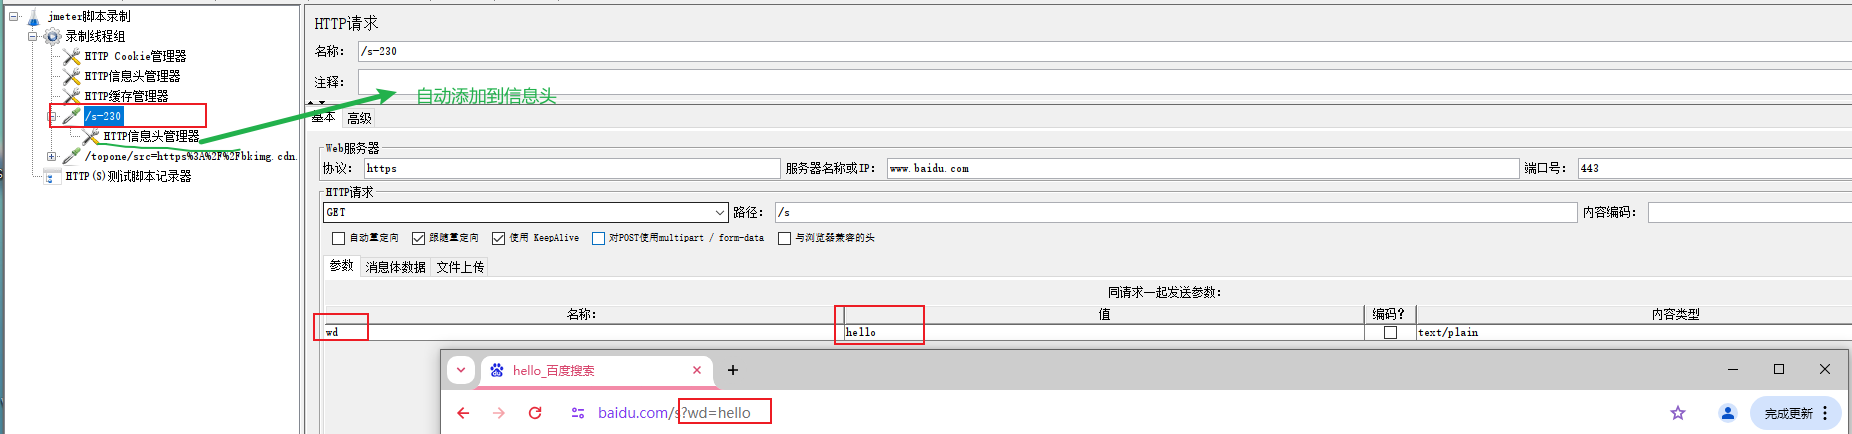 jmeter脚本录制
录制线程组
HTTP Cookie管理器
HTTP信息头管理器
HTTP缓存管理器
/s-230
HTTP信息头管理器
/topone/src=https%3A%2F%2Fbkimg.cdn.
HTTP(S)测试脚本记录器
HTTP请求
名称： /s-230
注释：
自动添加到信息头
基本 高级
Web服务器
协议： https 服务器名称或IP： www.baidu.com 端口号： 443
HTTP请求
GET 路径： /s 内容编码：
自动重定向 跟随重定向 使用 KeepAlive 对POST使用multipart / form-data 与浏览器兼容的头
参数 消息体数据 文件上传
同请求一起发送参数：
名称： 值 编码？ 内容类型
wd hello text/plain
hello_百度搜索
baidu.com/s?wd=hello 完成更新